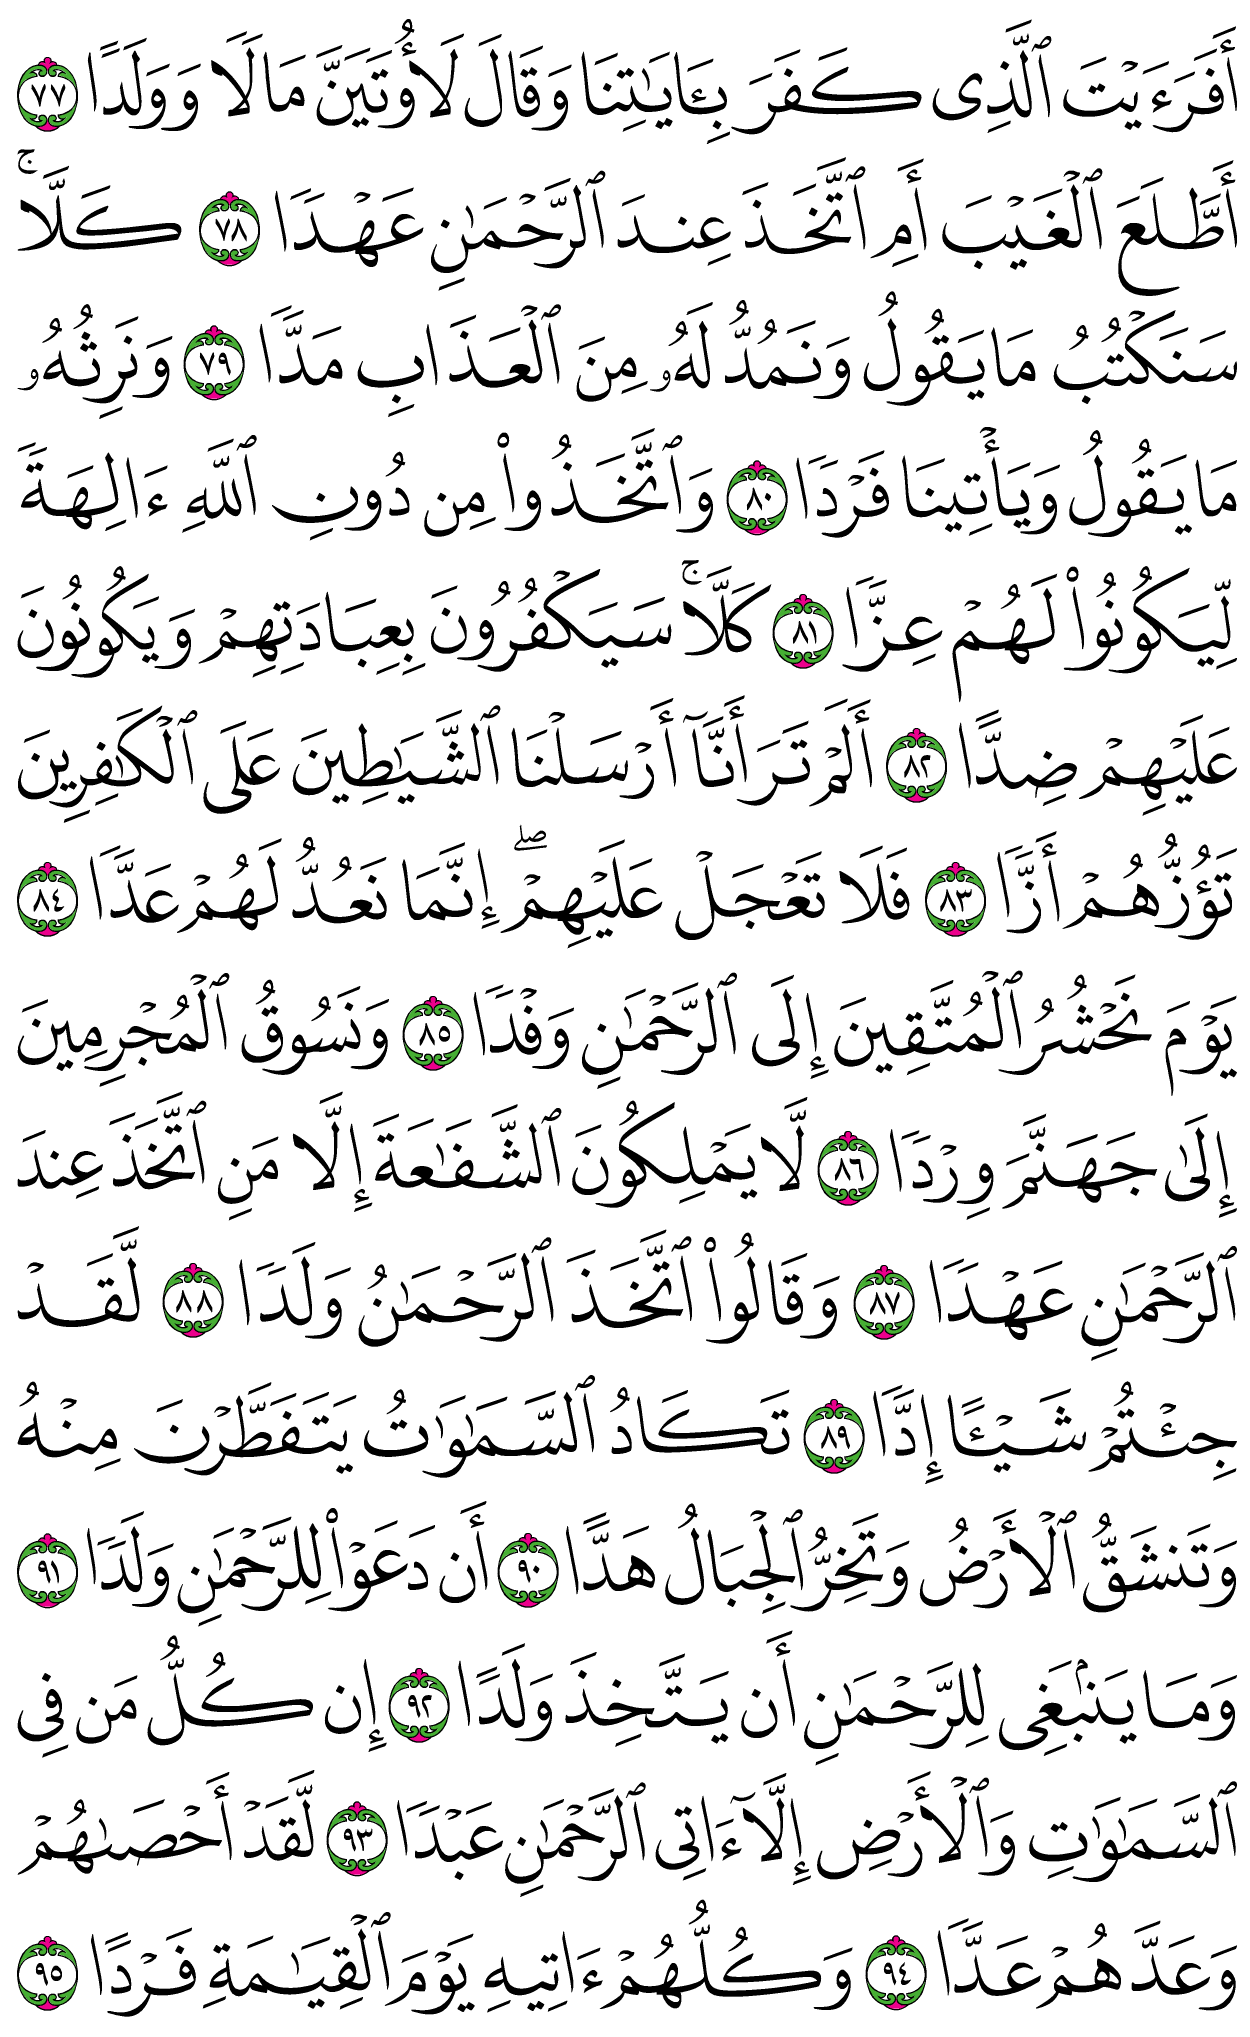 أَفَرَءَيْتَ ٱلَّذِى كَفَرَ بِـَٔايَـٰتِنَا وَقَالَ لَأُوتَيَنَّ مَالًا وَوَلَدًا ٧٧
أَطَّلَعَ ٱلْغَيْبَ أَمِ ٱتَّخَذَ عِندَ ٱلرَّحْمَـٰنِ عَهْدًا ٧٨ كَلَّا ۚ
سَنَكْتُبُ مَا يَقُولُ وَنَمُدُّ لَهُۥ مِنَ ٱلْعَذَابِ مَدًّا ٧٩ وَنَرِثُهُۥ
مَا يَقُولُ وَيَأْتِينَا فَرْدًا ٨٠ وَٱتَّخَذُوا۟ مِن دُونِ ٱللَّهِ ءَالِهَةً
لِّيَكُونُوا۟ لَهُمْ عِزًّا ٨١ كَلَّا ۚ سَيَكْفُرُونَ بِعِبَادَتِهِمْ وَيَكُونُونَ
عَلَيْهِمْ ضِدًّا ٨٢ أَلَمْ تَرَ أَنَّآ أَرْسَلْنَا ٱلشَّيَـٰطِينَ عَلَى ٱلْكَـٰفِرِينَ
تَؤُزُّهُمْ أَزًّا ٨٣ فَلَا تَعْجَلْ عَلَيْهِمْ ۖ إِنَّمَا نَعُدُّ لَهُمْ عَدًّا ٨٤
يَوْمَ نَحْشُرُ ٱلْمُتَّقِينَ إِلَى ٱلرَّحْمَـٰنِ وَفْدًا ٨٥ وَنَسُوقُ ٱلْمُجْرِمِينَ
إِلَىٰ جَهَنَّمَ وِرْدًا ٨٦ لَّا يَمْلِكُونَ ٱلشَّفَـٰعَةَ إِلَّا مَنِ ٱتَّخَذَ عِندَ
ٱلرَّحْمَـٰنِ عَهْدًا ٨٧ وَقَالُوا۟ ٱتَّخَذَ ٱلرَّحْمَـٰنُ وَلَدًا ٨٨ لَّقَدْ
جِئْتُمْ شَيْـًٔا إِدًّا ٨٩ تَكَادُ ٱلسَّمَـٰوَٰتُ يَتَفَطَّرْنَ مِنْهُ
وَتَنشَقُّ ٱلْأَرْضُ وَتَخِرُّ ٱلْجِبَالُ هَدًّا ٩٠ أَن دَعَوْا۟ لِلرَّحْمَـٰنِ وَلَدًا ٩١
وَمَا يَنۢبَغِى لِلرَّحْمَـٰنِ أَن يَتَّخِذَ وَلَدًا ٩٢ إِن كُلُّ مَن فِى
ٱلسَّمَـٰوَٰتِ وَٱلْأَرْضِ إِلَّآ ءَاتِى ٱلرَّحْمَـٰنِ عَبْدًا ٩٣ لَّقَدْ أَحْصَىٰهُمْ
وَعَدَّهُمْ عَدًّا ٩٤ وَكُلُّهُمْ ءَاتِيهِ يَوْمَ ٱلْقِيَـٰمَةِ فَرْدًا ٩٥